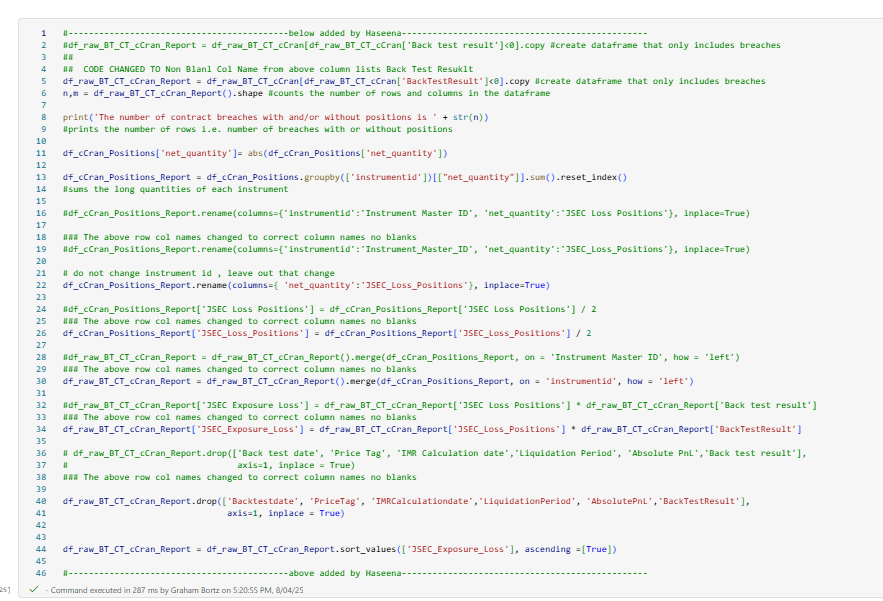 1 #-------------------------------------------below added by Haseena-------------------------------------------------
2 #df_raw_BT_CT_cCran_Report = df_raw_BT_CT_cCran[df_raw_BT_CT_cCran['Back test result']<0].copy #create dataframe that only includes breaches
3 ##
4 ##  CODE CHANGED TO Non Blanl Col Name from above column lists Back Test Resuklt
5 df_raw_BT_CT_cCran_Report = df_raw_BT_CT_cCran[df_raw_BT_CT_cCran['BackTestResult']<0].copy #create dataframe that only includes breaches
6 n,m = df_raw_BT_CT_cCran_Report().shape #counts the number of rows and columns in the dataframe
7
8 print('The number of contract breaches with and/or without positions is ' + str(n))
9 #prints the number of rows i.e. number of breaches with or without positions
10
11 df_cCran_Positions['net_quantity']= abs(df_cCran_Positions['net_quantity'])
12
13 df_cCran_Positions_Report = df_cCran_Positions.groupby(['instrumentid'])[["net_quantity"]].sum().reset_index()
14 #sums the long quantities of each instrument
15
16 #df_cCran_Positions_Report.rename(columns={'instrumentid':'Instrument Master ID', 'net_quantity':'JSEC Loss Positions'}, inplace=True)
17
18 ### The above row col names changed to correct column names no blanks
19 #df_cCran_Positions_Report.rename(columns={'instrumentid':'Instrument_Master_ID', 'net_quantity':'JSEC_Loss_Positions'}, inplace=True)
20
21 # do not change instrument id , leave out that change
22 df_cCran_Positions_Report.rename(columns={ 'net_quantity':'JSEC_Loss_Positions'}, inplace=True)
23
24 #df_cCran_Positions_Report['JSEC Loss Positions'] = df_cCran_Positions_Report['JSEC Loss Positions'] / 2
25 ### The above row col names changed to correct column names no blanks
26 df_cCran_Positions_Report['JSEC_Loss_Positions'] = df_cCran_Positions_Report['JSEC_Loss_Positions'] / 2
27
28 #df_raw_BT_CT_cCran_Report = df_raw_BT_CT_cCran_Report().merge(df_cCran_Positions_Report, on = 'Instrument Master ID', how = 'left')
29 ### The above row col names changed to correct column names no blanks
30 df_raw_BT_CT_cCran_Report = df_raw_BT_CT_cCran_Report().merge(df_cCran_Positions_Report, on = 'instrumentid', how = 'left')
31
32 #df_raw_BT_CT_cCran_Report['JSEC Exposure Loss'] = df_raw_BT_CT_cCran_Report['JSEC Loss Positions'] * df_raw_BT_CT_cCran_Report['Back test result']
33 ### The above row col names changed to correct column names no blanks
34 df_raw_BT_CT_cCran_Report['JSEC_Exposure_Loss'] = df_raw_BT_CT_cCran_Report['JSEC_Loss_Positions'] * df_raw_BT_CT_cCran_Report['BackTestResult']
35
36 # df_raw_BT_CT_cCran_Report.drop(['Back test date', 'Price Tag', 'IMR Calculation date','Liquidation Period', 'Absolute PnL','Back test result'],
37 #                                 axis=1, inplace = True)
38 ### The above row col names changed to correct column names no blanks
39
40 df_raw_BT_CT_cCran_Report.drop(['Backtestdate', 'PriceTag', 'IMRCalculationdate','LiquidationPeriod', 'AbsolutePnL','BackTestResult'],
41                                 axis=1, inplace = True)
42
43
44 df_raw_BT_CT_cCran_Report = df_raw_BT_CT_cCran_Report.sort_values(['JSEC_Exposure_Loss'], ascending =[True])
45
46 #-------------------------------------------above added by Haseena-------------------------------------------------
25] ✓ - Command executed in 287 ms by Graham Bortz on 5:20:55 PM, 8/04/25